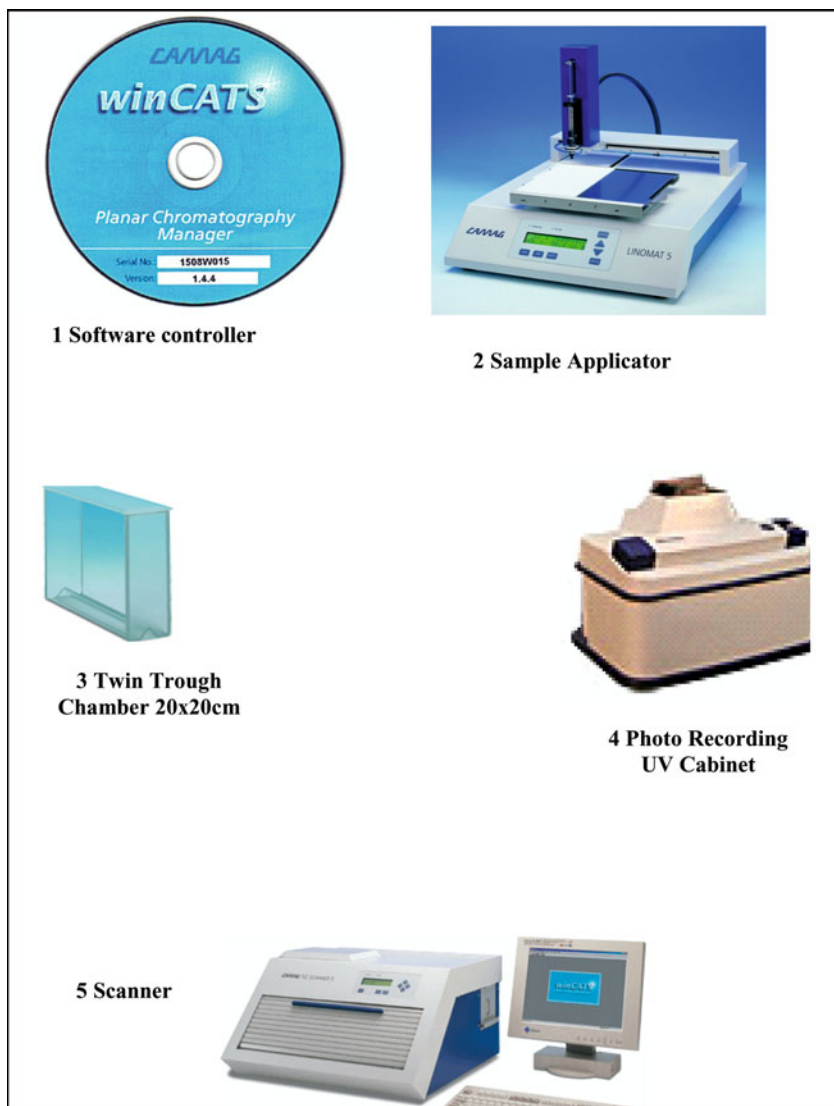 CAMAG
winCATS
Planar Chromatography
Manager
Serial No.: 1508W015
Version: 1.4.4
1 Software controller
CAMAG
LINOMAT 5
2 Sample Applicator
3 Twin Trough
Chamber 20x20cm
4 Photo Recording
UV Cabinet
5 Scanner
CAMAG TLC SCANNER 3
winCATS